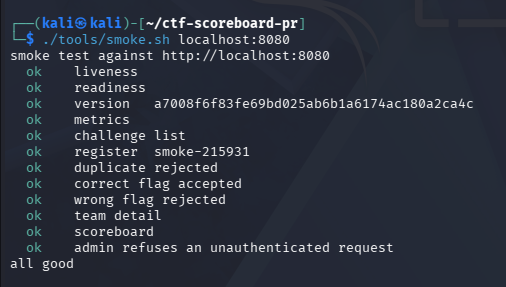 ┌──(kali㉿kali)-[~/ctf-scoreboard-pr]
└─$ ./tools/smoke.sh localhost:8080
smoke test against http://localhost:8080
  ok    liveness
  ok    readiness
  ok    version   a7008f6f83fe69bd025ab6b1a6174ac180a2ca4c
  ok    metrics
  ok    challenge list
  ok    register  smoke-215931
  ok    duplicate rejected
  ok    correct flag accepted
  ok    wrong flag rejected
  ok    team detail
  ok    scoreboard
  ok    admin refuses an unauthenticated request
all good